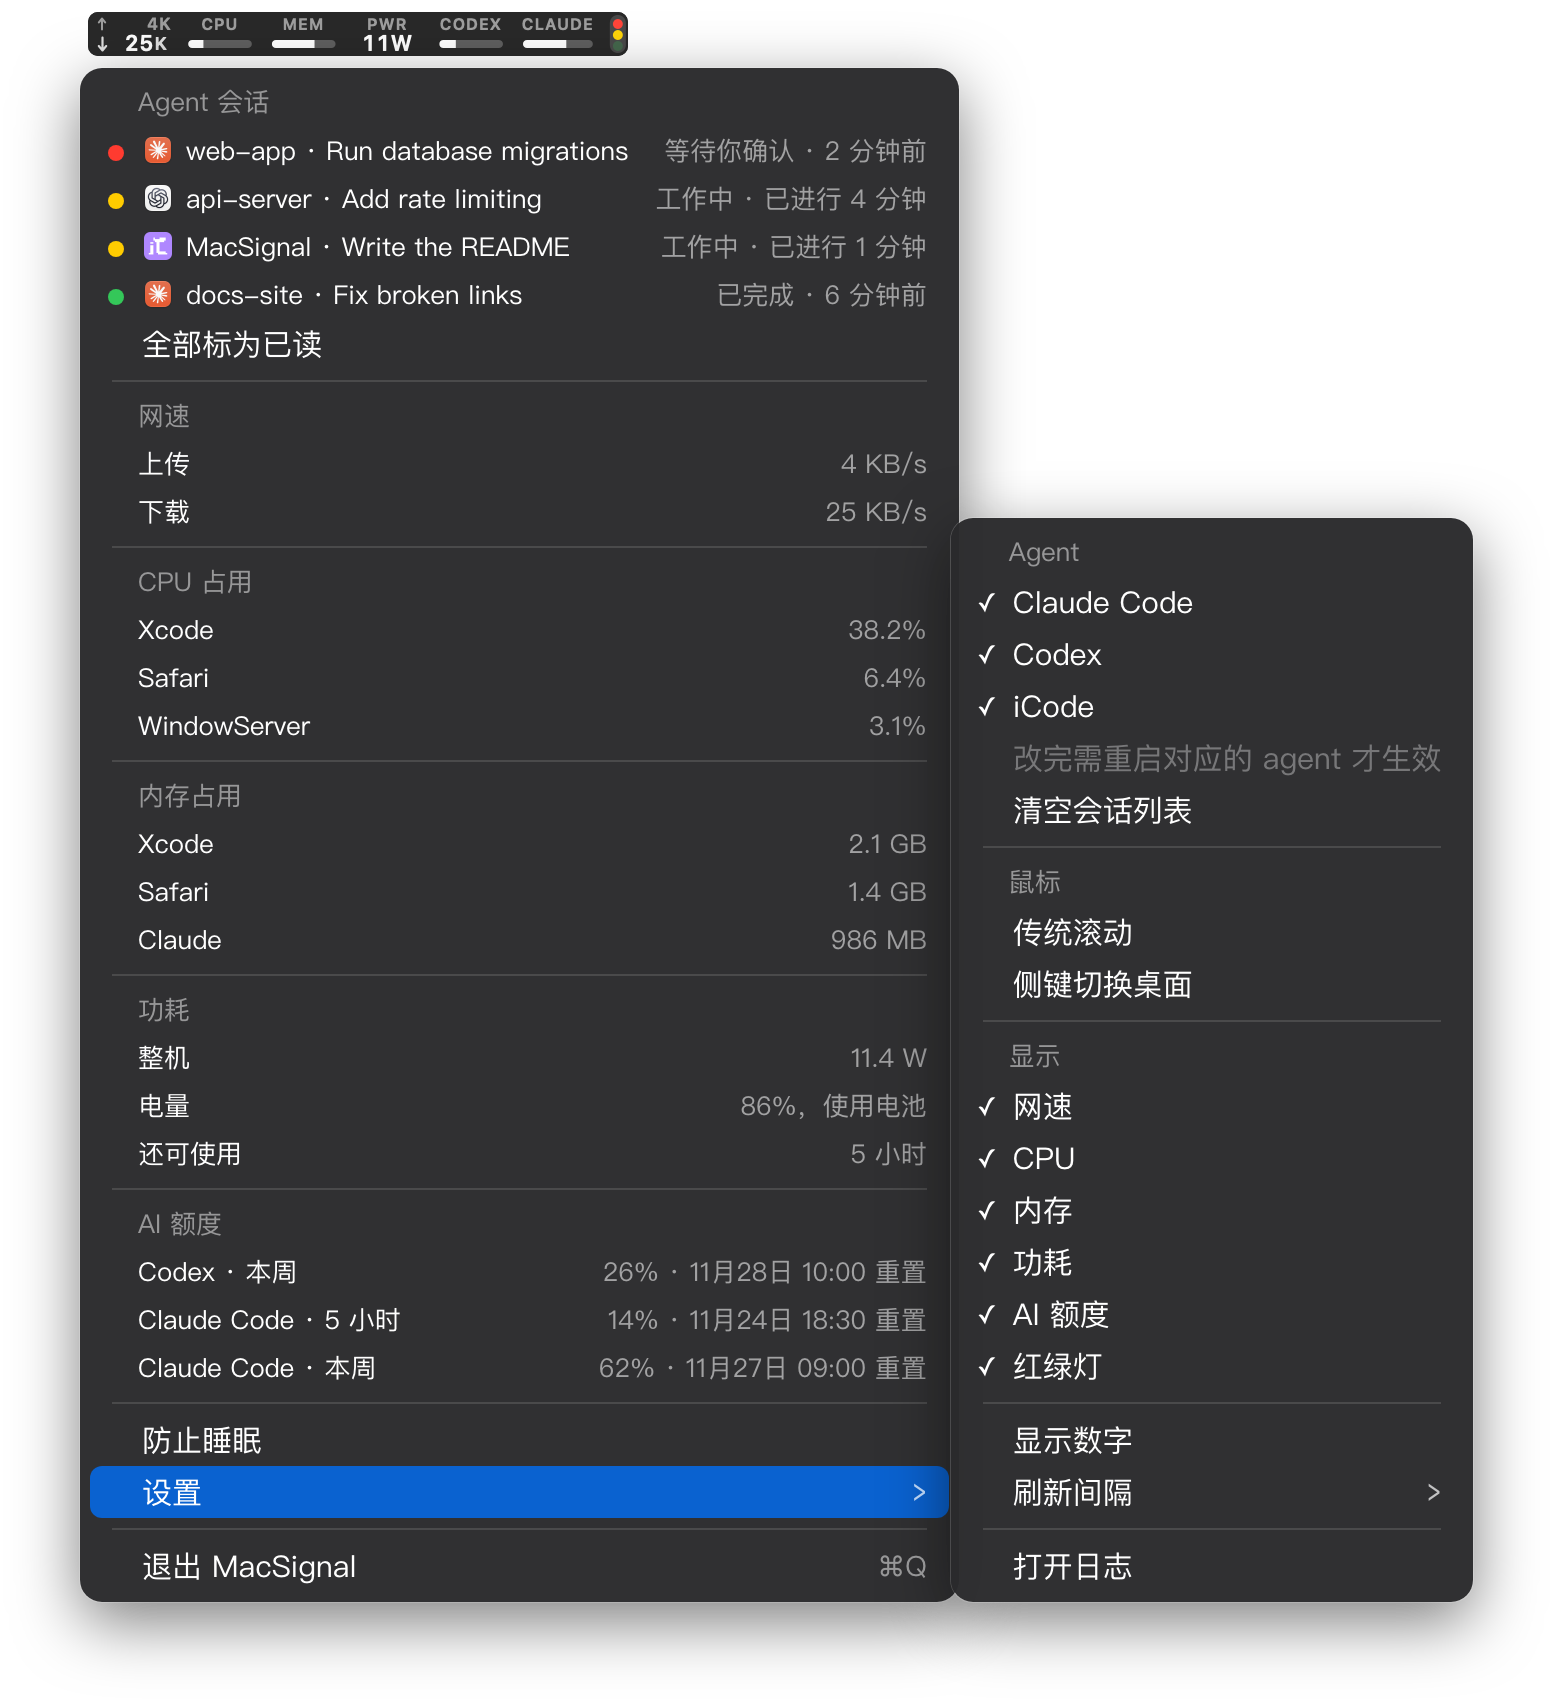 ↑ 4K CPU MEM PWR CODEX CLAUDE
↓ 25K 11W
Agent 会话
web-app · Run database migrations 等待你确认 · 2 分钟前
api-server · Add rate limiting 工作中 · 已进行 4 分钟
MacSignal · Write the README 工作中 · 已进行 1 分钟
docs-site · Fix broken links 已完成 · 6 分钟前
全部标为已读
网速
上传 4 KB/s
下载 25 KB/s
CPU 占用
Xcode 38.2%
Safari 6.4%
WindowServer 3.1%
内存占用
Xcode 2.1 GB
Safari 1.4 GB
Claude 986 MB
功耗
整机 11.4 W
电量 86%，使用电池
还可使用 5 小时
AI 额度
Codex · 本周 26% · 11月28日 10:00 重置
Claude Code · 5 小时 14% · 11月24日 18:30 重置
Claude Code · 本周 62% · 11月27日 09:00 重置
防止睡眠
设置 >
退出 MacSignal ⌘Q
Agent
✓ Claude Code
✓ Codex
✓ iCode
改完需重启对应的 agent 才生效
清空会话列表
鼠标
传统滚动
侧键切换桌面
显示
✓ 网速
✓ CPU
✓ 内存
✓ 功耗
✓ AI 额度
✓ 红绿灯
显示数字
刷新间隔 >
打开日志